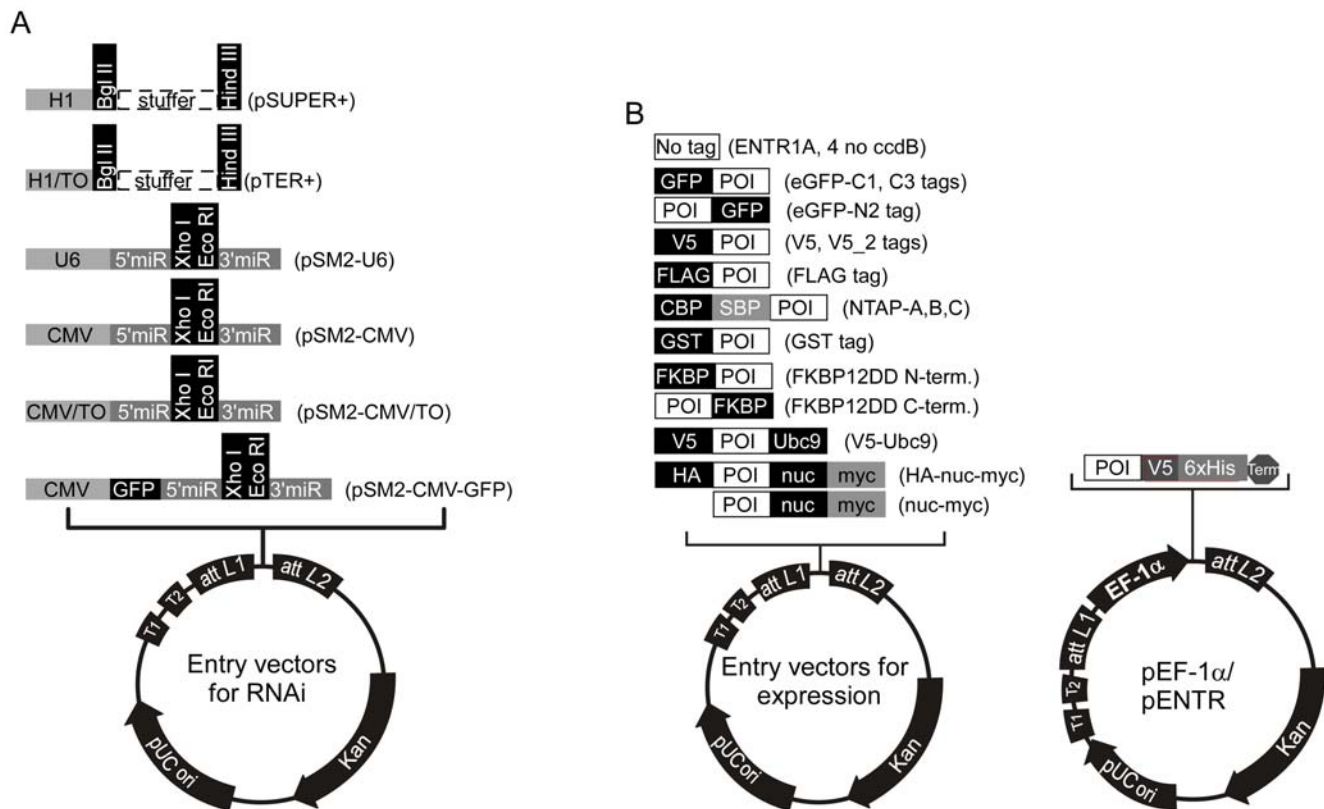 A
H1 Bgl II stuffer Hind III (pSUPER+)
H1/TO Bgl II stuffer Hind III (pTER+)
U6 5'miR Xho I Eco RI 3'miR (pSM2-U6)
CMV 5'miR Xho I Eco RI 3'miR (pSM2-CMV)
CMV/TO 5'miR Xho I Eco RI 3'miR (pSM2-CMV/TO)
CMV GFP 5'miR Xho I Eco RI 3'miR (pSM2-CMV-GFP)
T1 T2 att L1 att L2
Entry vectors
for RNAi
pUC ori Kan
B
No tag (ENTR1A, 4 no ccdB)
GFP POI (eGFP-C1, C3 tags)
POI GFP (eGFP-N2 tag)
V5 POI (V5, V5_2 tags)
FLAG POI (FLAG tag)
CBP SBP POI (NTAP-A,B,C)
GST POI (GST tag)
FKBP POI (FKBP12DD N-term.)
POI FKBP (FKBP12DD C-term.)
V5 POI Ubc9 (V5-Ubc9)
HA POI nuc myc (HA-nuc-myc)
POI nuc myc (nuc-myc)
T1 T2 att L1 att L2
Entry vectors for
expression
pUC ori Kan
POI V5 6xHis Term
T1 T2 att L1 EF-1α att L2
pEF-1α/
pENTR
pUC ori Kan